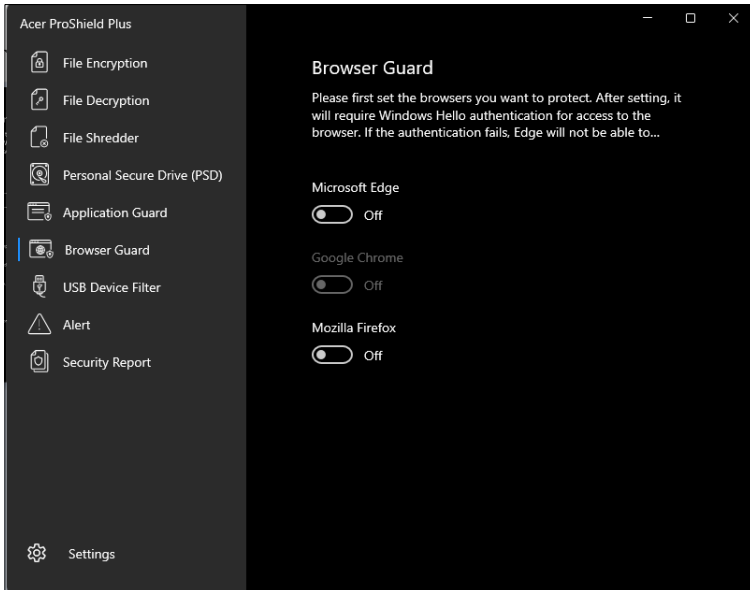 Acer ProShield Plus
File Encryption
File Decryption
File Shredder
Personal Secure Drive (PSD)
Application Guard
Browser Guard
USB Device Filter
Alert
Security Report
Settings
Browser Guard
Please first set the browsers you want to protect. After setting, it
will require Windows Hello authentication for access to the
browser. If the authentication fails, Edge will not be able to...
Microsoft Edge
Off
Google Chrome
Off
Mozilla Firefox
Off